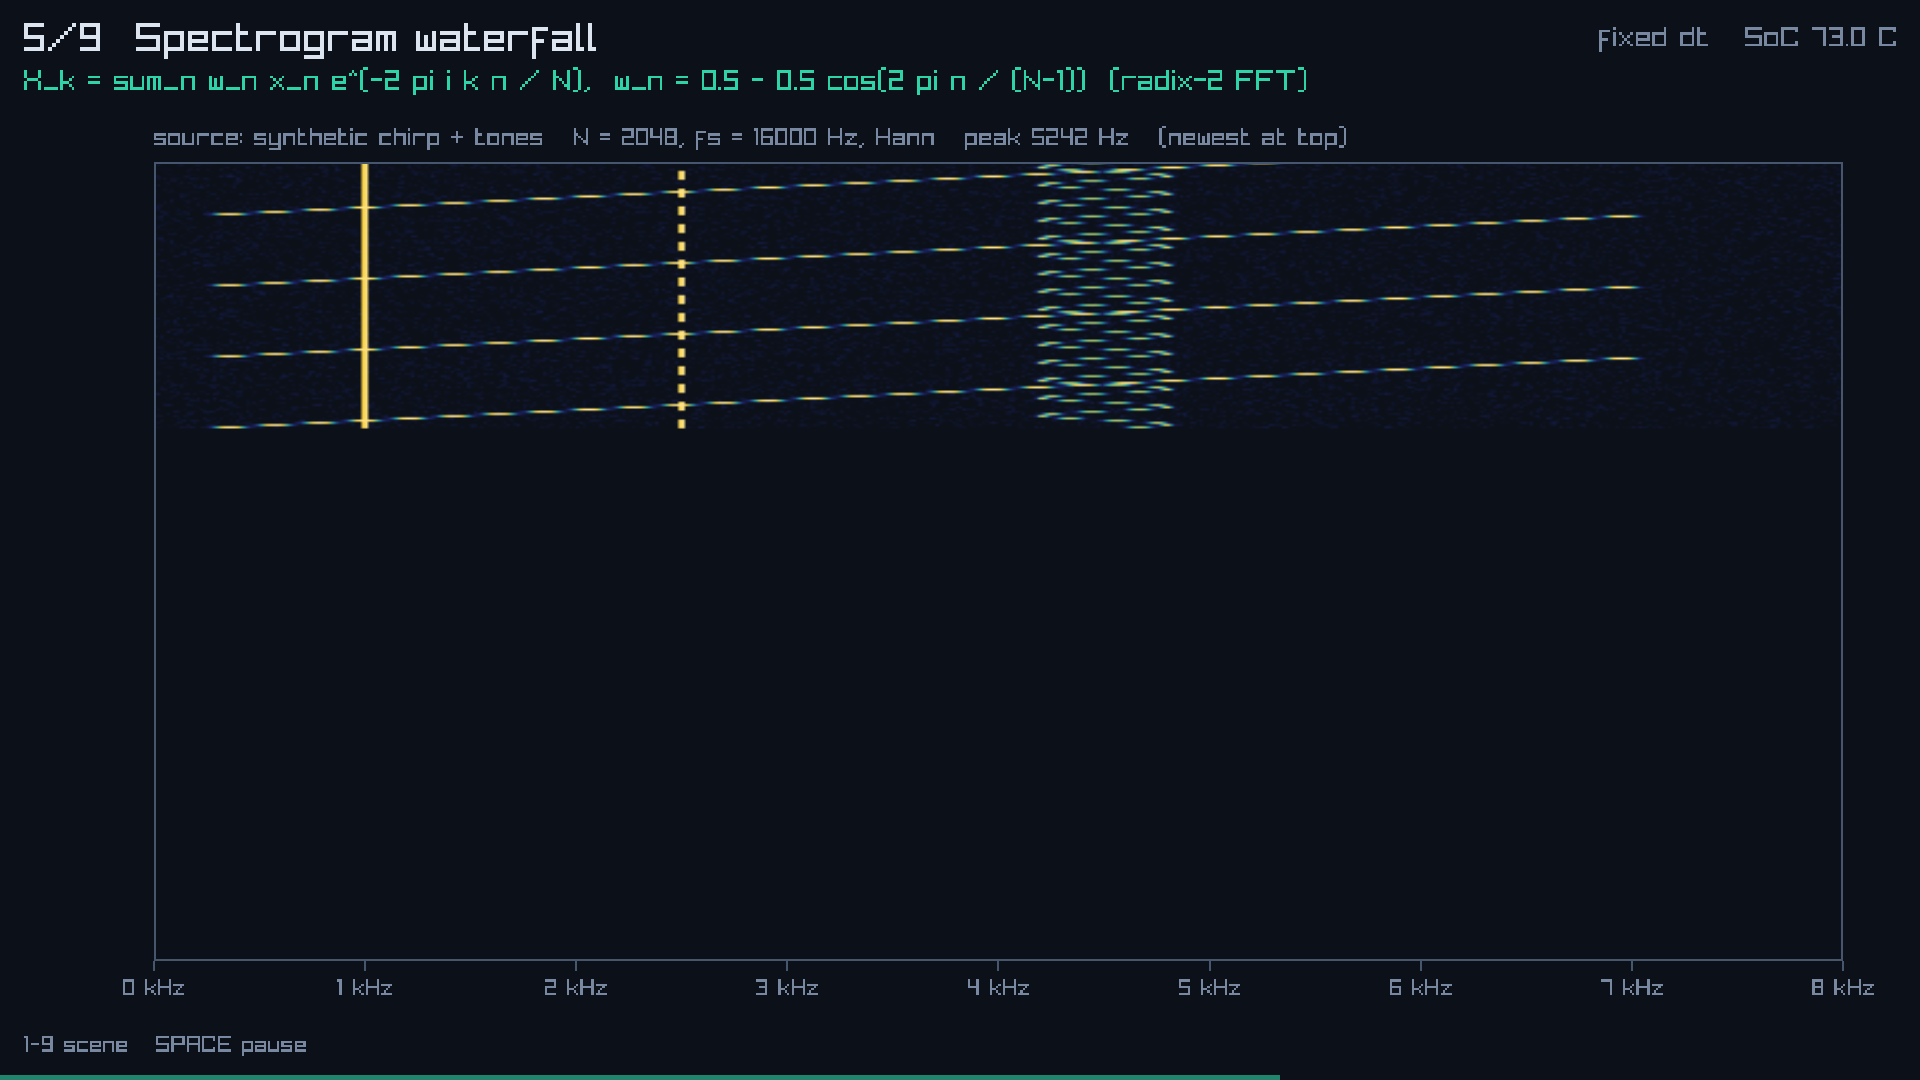 5/9 Spectrogram waterfall
fixed dt SoC 73.0 C
X_k = sum_n w_n x_n e^(-2 pi i k n / N), w_n = 0.5 - 0.5 cos(2 pi n / (N-1)) (radix-2 FFT)
source: synthetic chirp + tones N = 2048, fs = 16000 Hz, Hann peak 5242 Hz (newest at top)
0 kHz 1 kHz 2 kHz 3 kHz 4 kHz 5 kHz 6 kHz 7 kHz 8 kHz
1-9 scene SPACE pause